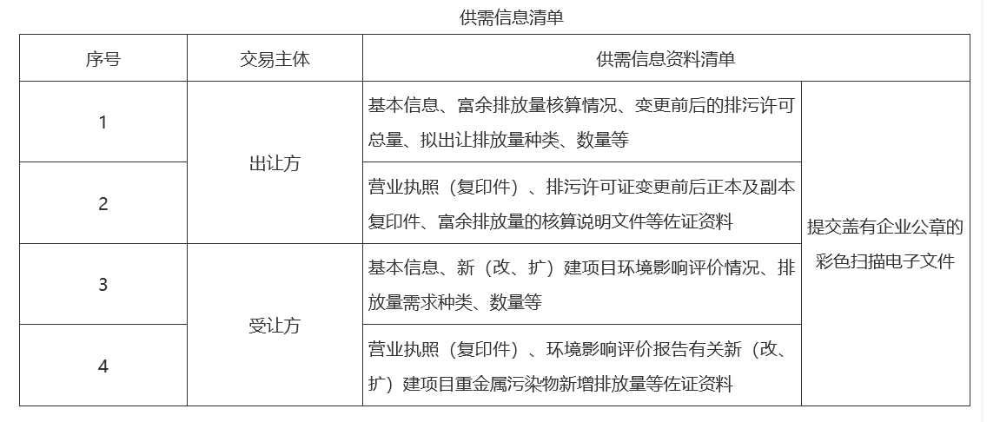 供需信息清单
序号
交易主体
供需信息资料清单
1
出让方
基本信息、富余排放量核算情况、变更前后的排污许可
总量、拟出让排放量种类、数量等
提交盖有企业公章的
彩色扫描电子文件
2
营业执照（复印件）、排污许可证变更前后正本及副本
复印件、富余排放量的核算说明文件等佐证资料
3
受让方
基本信息、新（改、扩）建项目环境影响评价情况、排
放量需求种类、数量等
4
营业执照（复印件）、环境影响评价报告有关新（改、
扩）建项目重金属污染物新增排放量等佐证资料